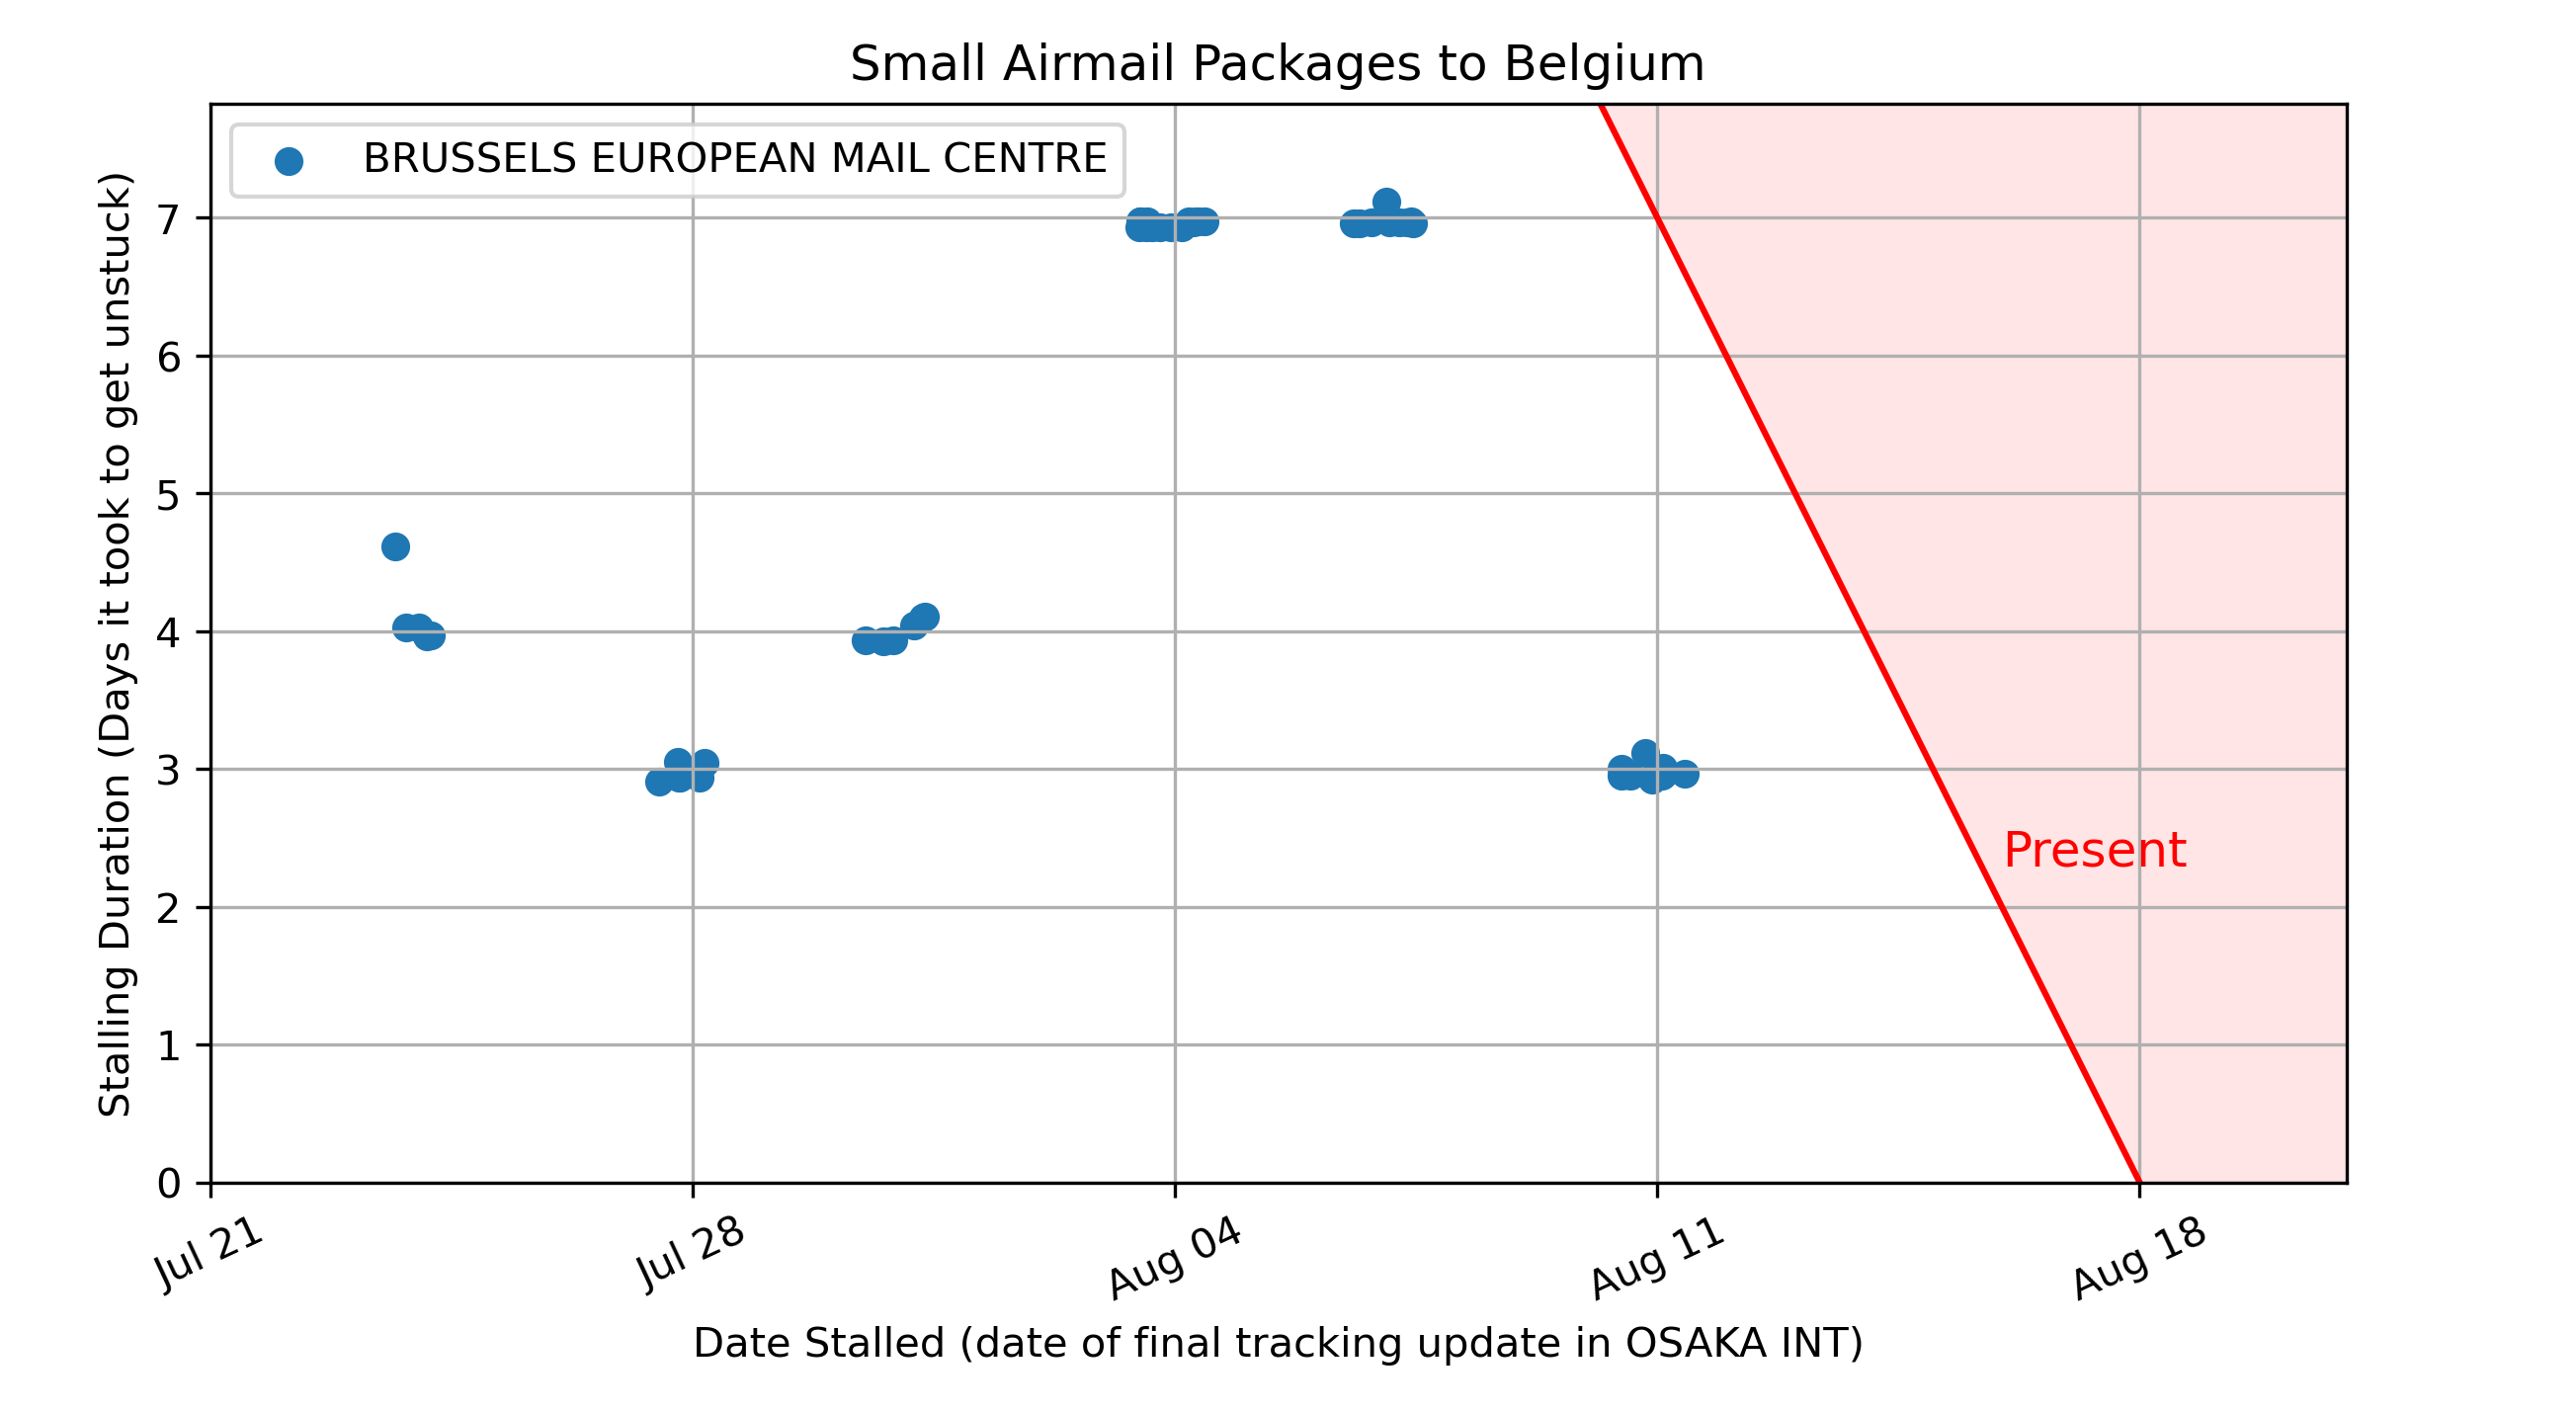 Small Airmail Packages to Belgium
BRUSSELS EUROPEAN MAIL CENTRE
Stalling Duration (Days it took to get unstuck)
7
6
5
4
3
2
1
0
Present
Jul 21
Jul 28
Aug 04
Aug 11
Aug 18
Date Stalled (date of final tracking update in OSAKA INT)